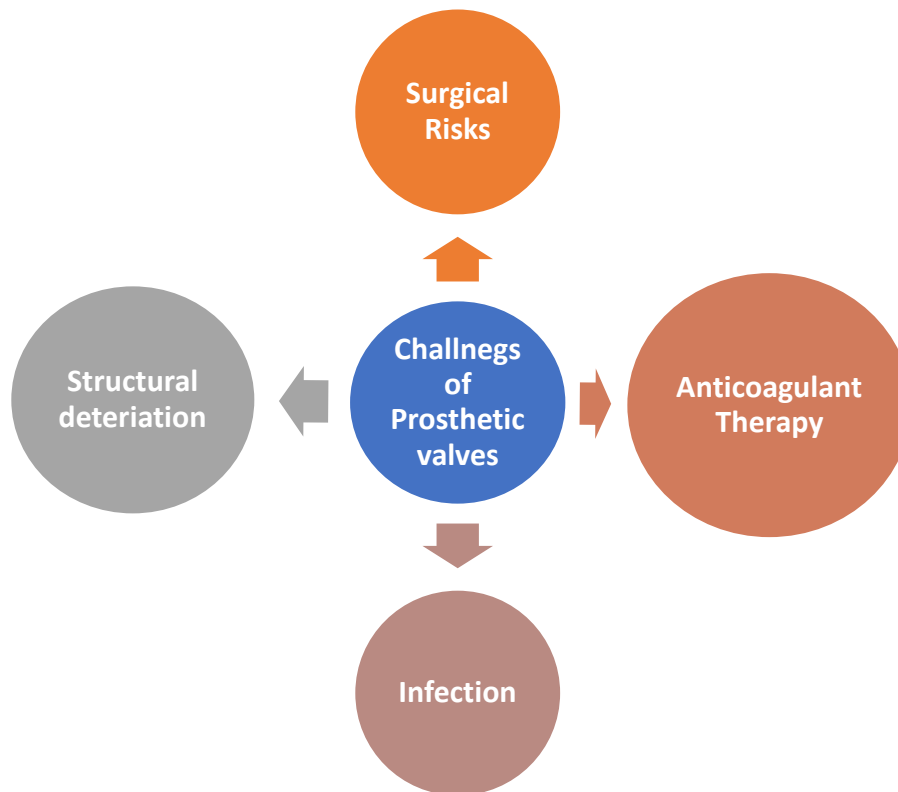 Surgical
Risks
Structural
deteriation
Challnegs
of
Prosthetic
valves
Anticoagulant
Therapy
Infection